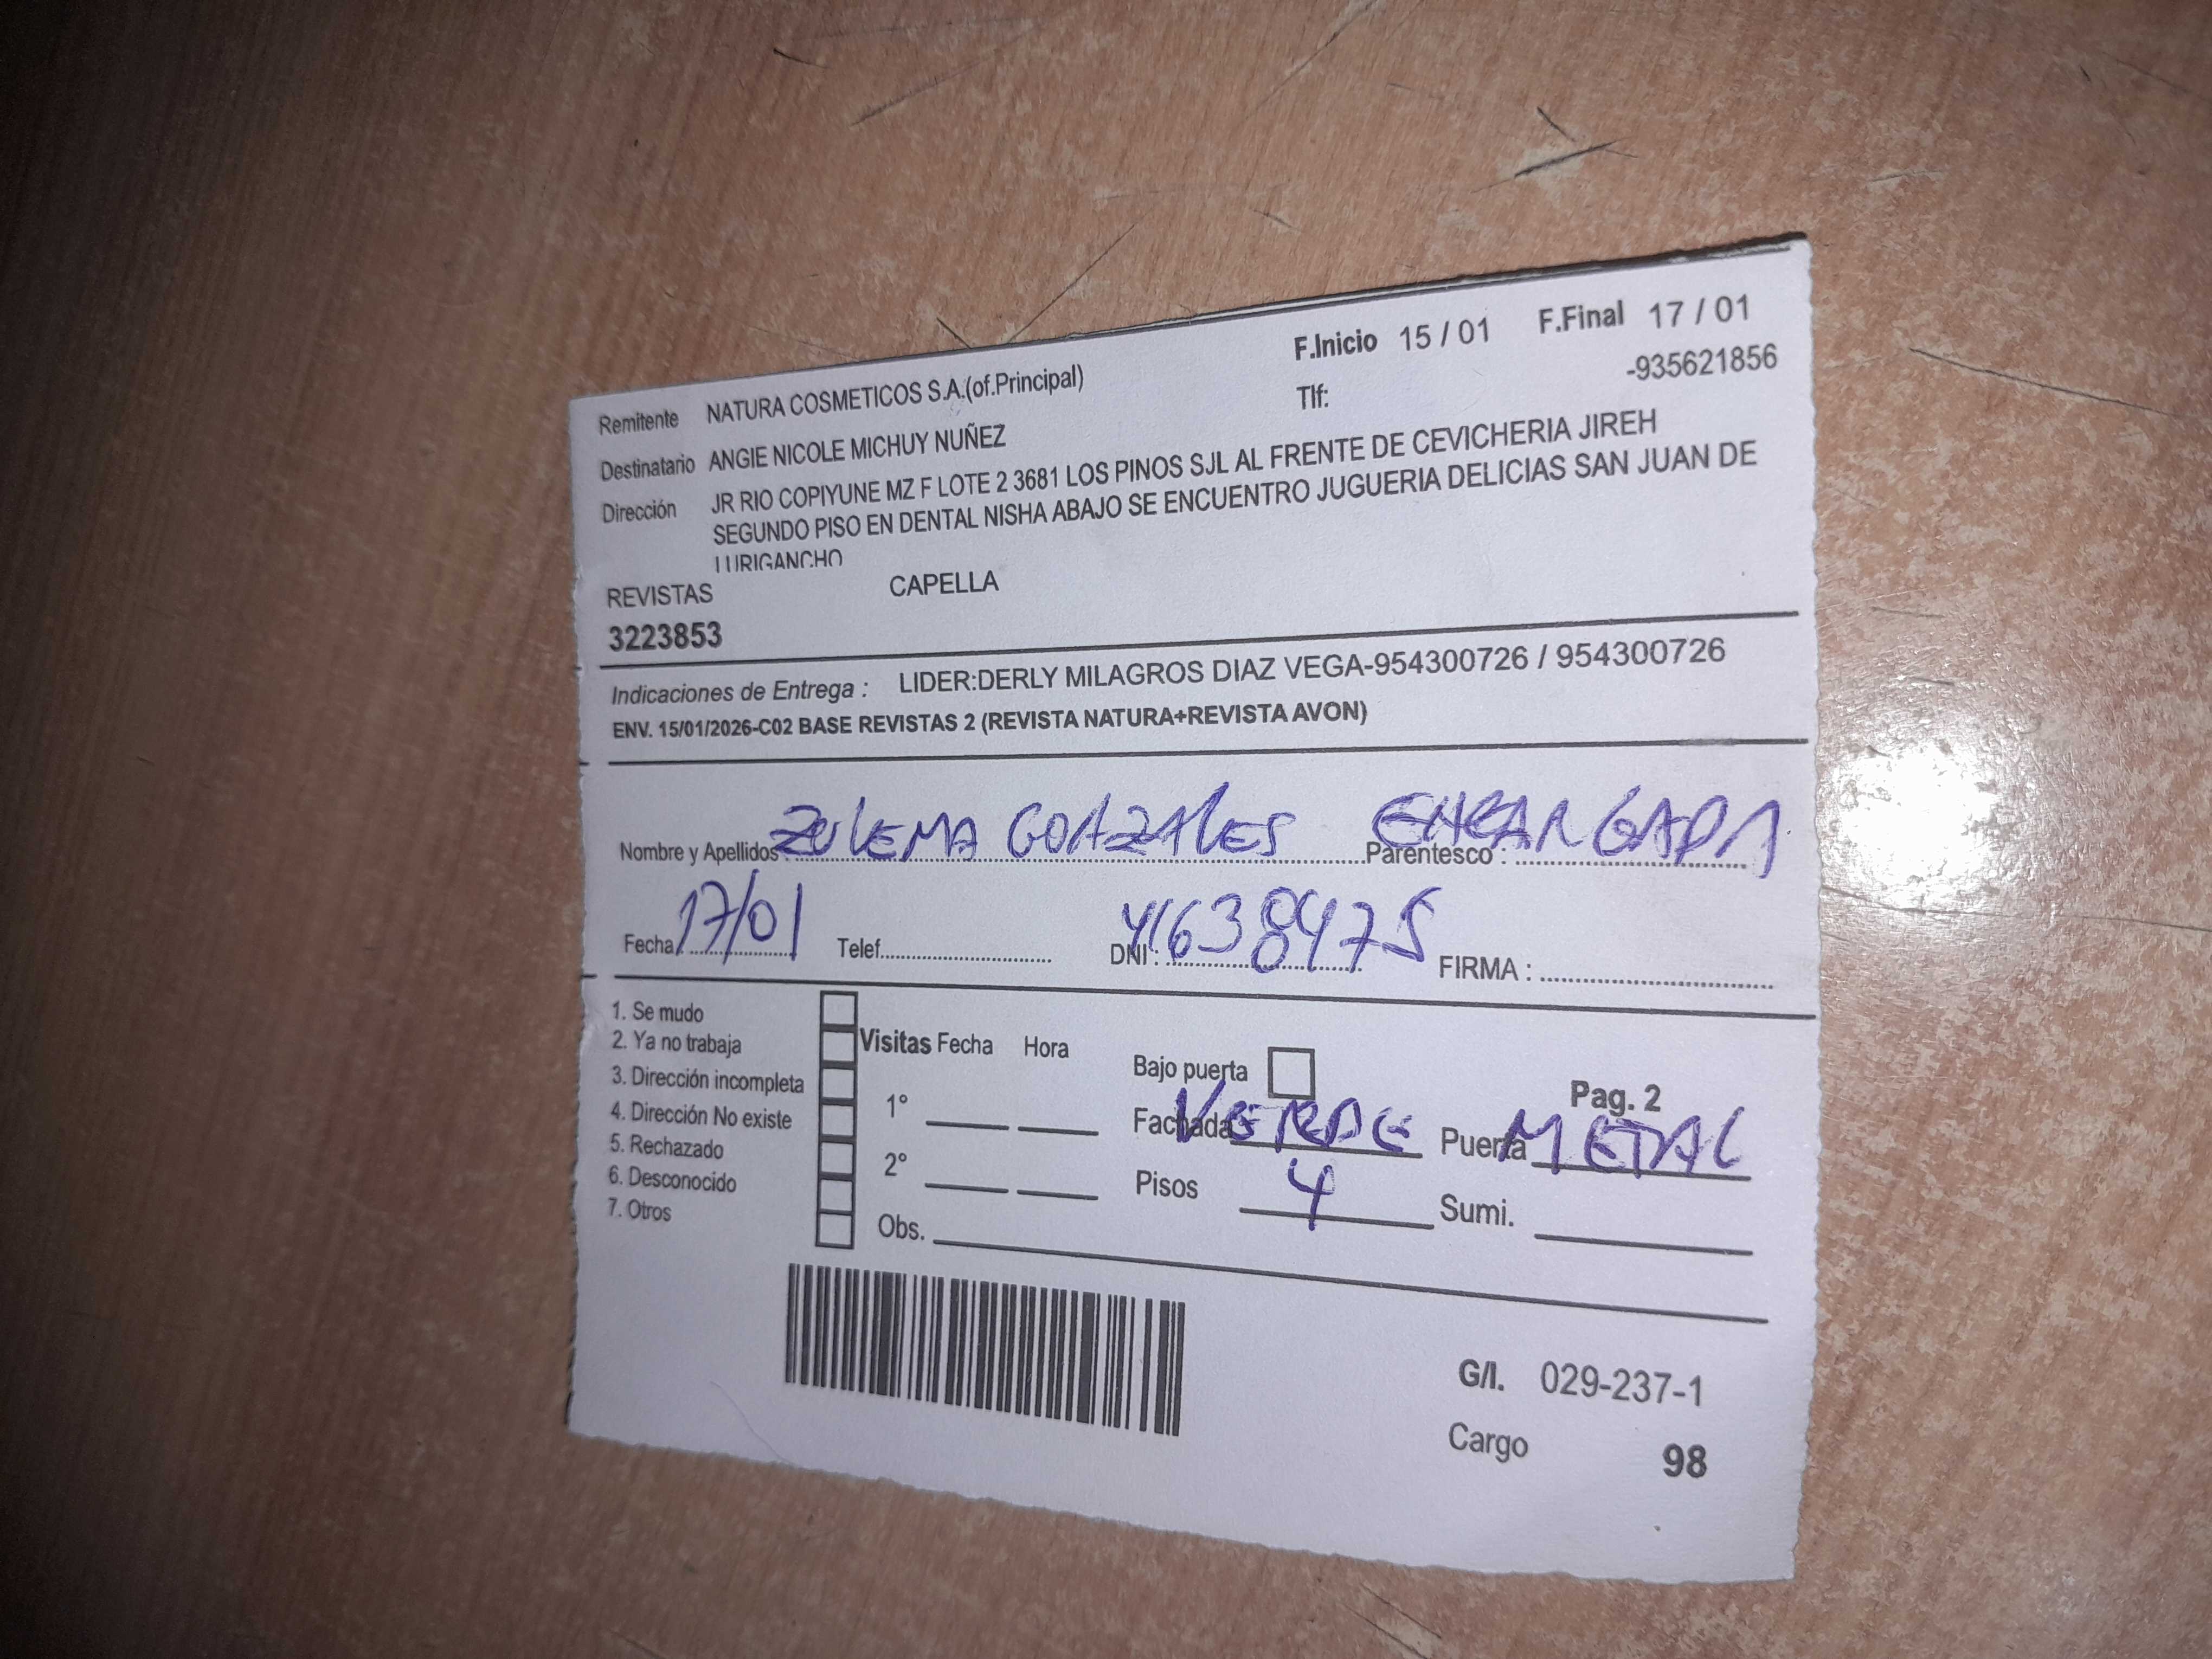 F.Inicio 15 / 01 F.Final 17 / 01
Remitente NATURA COSMETICOS S.A.(of.Principal) Tlf: -935621856
Destinatario ANGIE NICOLE MICHUY NUÑEZ
Dirección JR RIO COPIYUNE MZ F LOTE 2 3681 LOS PINOS SJL AL FRENTE DE CEVICHERIA JIREH
SEGUNDO PISO EN DENTAL NISHA ABAJO SE ENCUENTRO JUGUERIA DELICIAS SAN JUAN DE
LURIGANCHO
REVISTAS CAPELLA
3223853
Indicaciones de Entrega : LIDER:DERLY MILAGROS DIAZ VEGA-954300726 / 954300726
ENV. 15/01/2026-C02 BASE REVISTAS 2 (REVISTA NATURA+REVISTA AVON)
Nombre y Apellidos ZULEMA GONZALES Parentesco : ENCARGADA
Fecha 17/01 Telef. DNI : 41638475 FIRMA :
1. Se mudo
2. Ya no trabaja Visitas Fecha Hora Bajo puerta
3. Dirección incompleta Pag. 2
4. Dirección No existe 1° Fachada VERDE Puerta METAL
5. Rechazado
6. Desconocido 2° Pisos 4 Sumi.
7. Otros Obs.
G/I. 029-237-1
Cargo 98